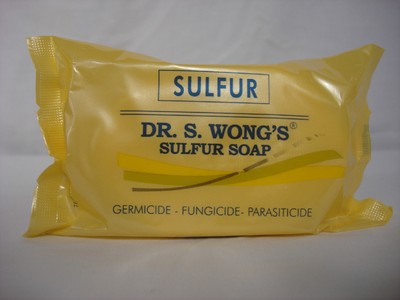 SULFUR
DR. S. WONG'S®
SULFUR SOAP
GERMICIDE - FUNGICIDE - PARASITICIDE